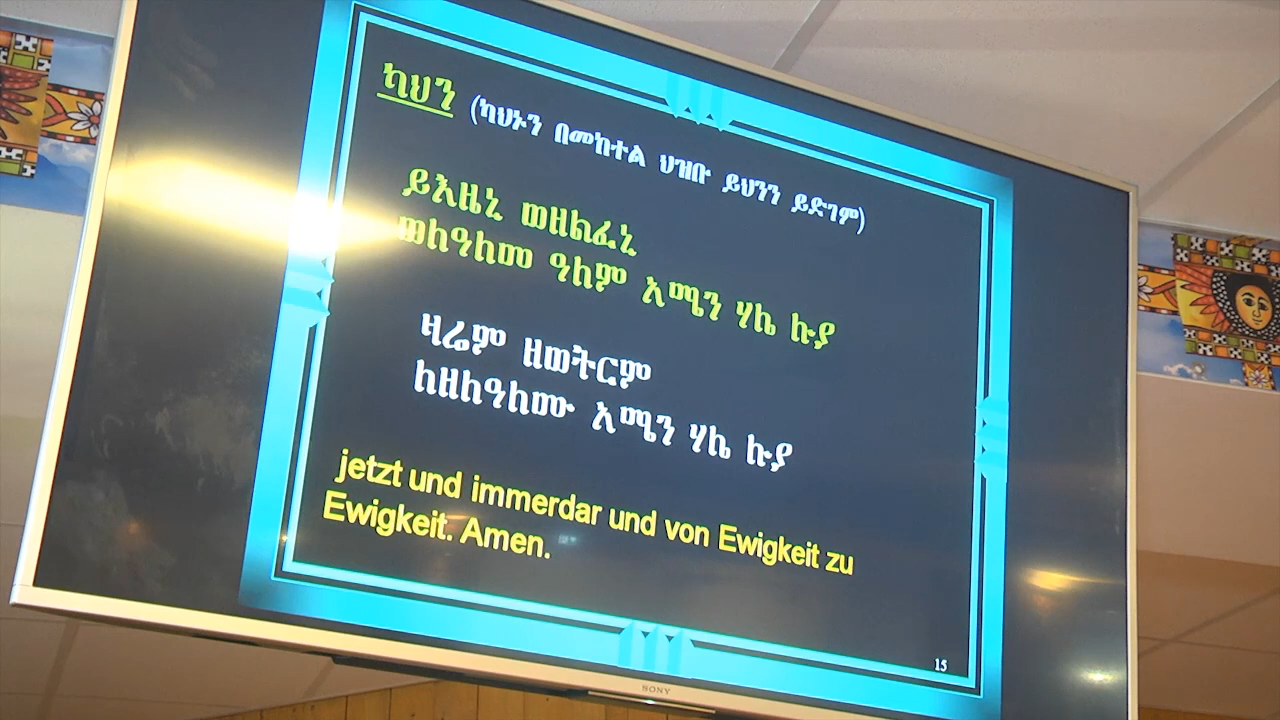 ካህን (ካህኑን በመከተል ህዝቡ ይህንን ይድገም)
ይእዜኒ ወዘልፈኒ
ወለዓለመ ዓለም አሜን ሃሌ ሉያ
ዛሬም ዘወትርም
ለዘለዓለሙ አሜን ሃሌ ሉያ
jetzt und immerdar und von Ewigkeit zu
Ewigkeit. Amen.
15
SONY